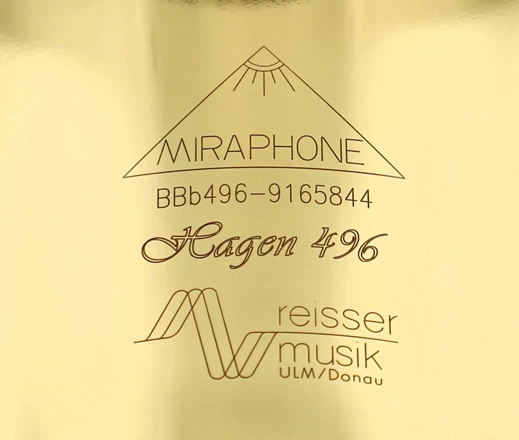 MIRAPHONE
BBb496-9165844
Hagen 496
reisser
musik
ULM/Donau